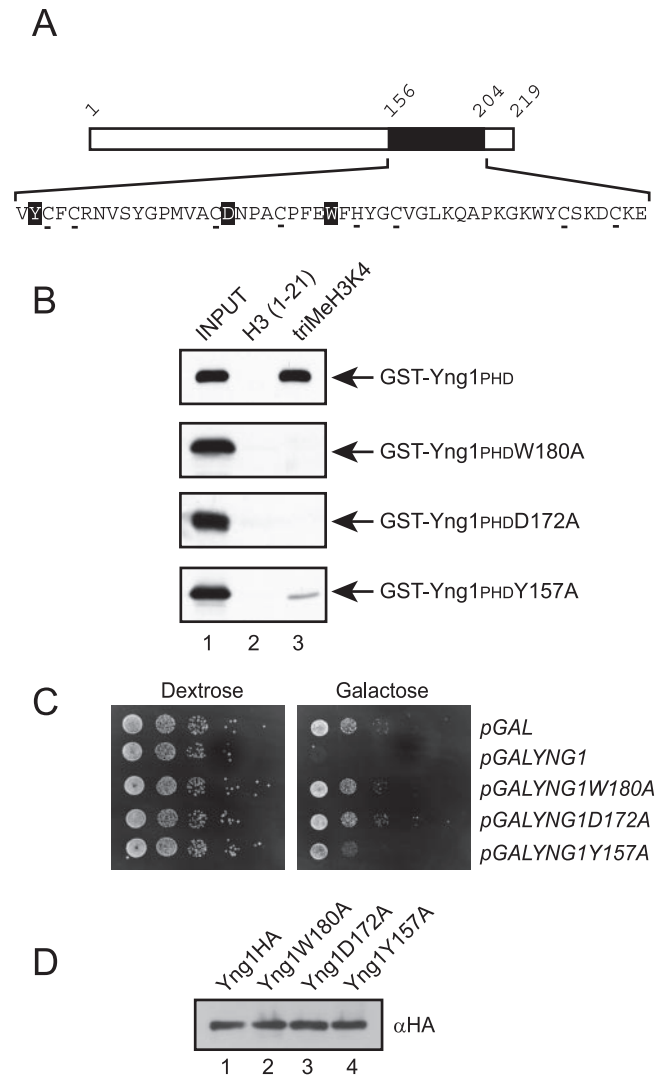 A
1 156 204 219
VYCFCRNVSYGPMVACDNPACPFEWFHYGCVGLKQAPKGKWYCSKDCKE
B
INPUT H3 (1-21) triMeH3K4
GST-Yng1PHD
GST-Yng1PHDW180A
GST-Yng1PHDD172A
GST-Yng1PHDY157A
1 2 3
C
Dextrose Galactose
pGAL
pGALYNG1
pGALYNG1W180A
pGALYNG1D172A
pGALYNG1Y157A
D
Yng1HA Yng1W180A Yng1D172A Yng1Y157A
αHA
1 2 3 4